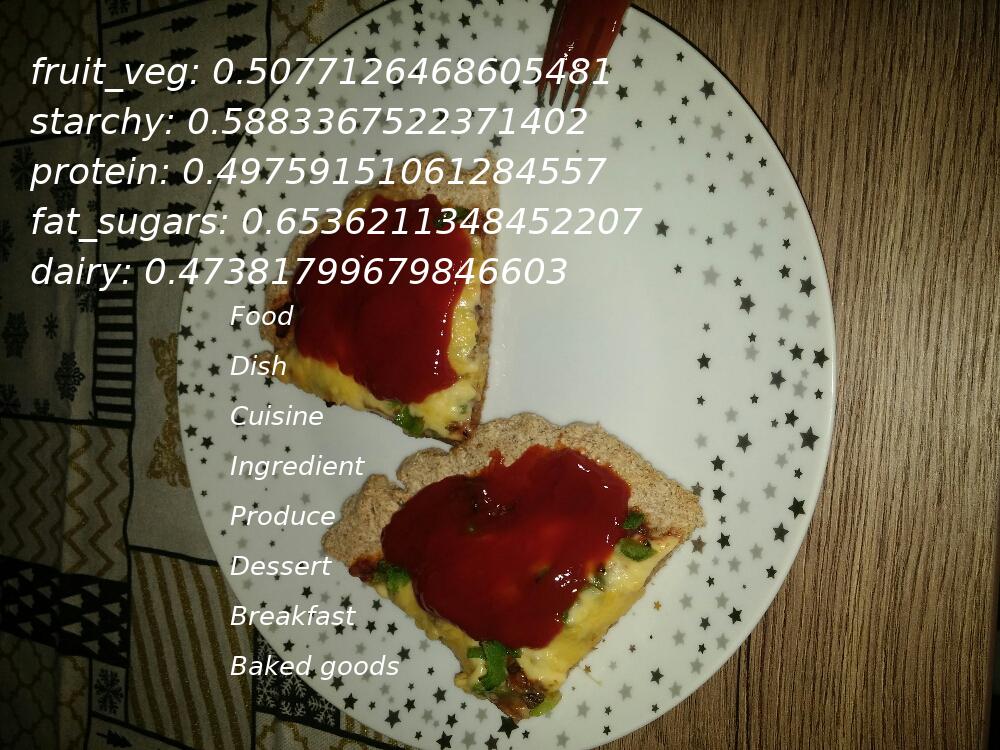 fruit_veg: 0.5077126468605481
starchy: 0.5883367522371402
protein: 0.49759151061284557
fat_sugars: 0.6536211348452207
dairy: 0.47381799679846603
Food
Dish
Cuisine
Ingredient
Produce
Dessert
Breakfast
Baked goods